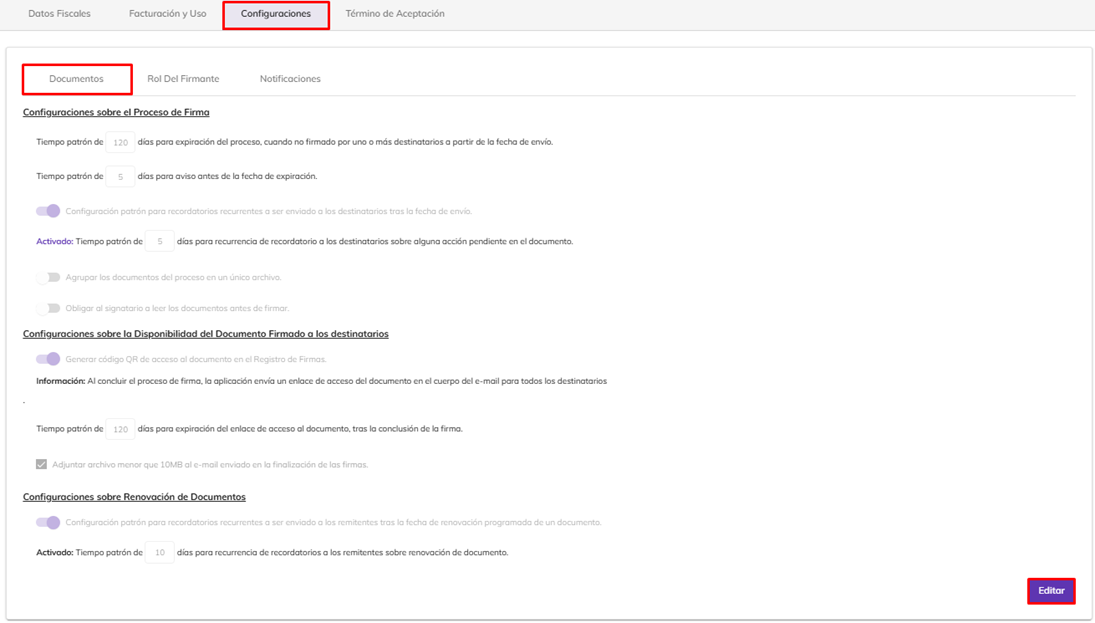 Datos Fiscales Facturación y Uso Configuraciones Término de Aceptación
Documentos Rol Del Firmante Notificaciones
Configuraciones sobre el Proceso de Firma
Tiempo patrón de 120 días para expiración del proceso, cuando no firmado por uno o más destinatarios a partir de la fecha de envío.
Tiempo patrón de 5 días para aviso antes de la fecha de expiración.
Configuración patrón para recordatorios recurrentes a ser enviado a los destinatarios tras la fecha de envío.
Activado: Tiempo patrón de 5 días para recurrencia de recordatorio a los destinatarios sobre alguna acción pendiente en el documento.
Agrupar los documentos del proceso en un único archivo.
Obligar al signatario a leer los documentos antes de firmar.
Configuraciones sobre la Disponibilidad del Documento Firmado a los destinatarios
Generar código QR de acceso al documento en el Registro de Firmas.
Información: Al concluir el proceso de firma, la aplicación envía un enlace de acceso del documento en el cuerpo del e-mail para todos los destinatarios
.
Tiempo patrón de 120 días para expiración del enlace de acceso al documento, tras la conclusión de la firma.
Adjuntar archivo menor que 10MB al e-mail enviado en la finalización de las firmas.
Configuraciones sobre Renovación de Documentos
Configuración patrón para recordatorios recurrentes a ser enviado a los remitentes tras la fecha de renovación programada de un documento.
Activado: Tiempo patrón de 10 días para recurrencia de recordatorios a los remitentes sobre renovación de documento.
Editar